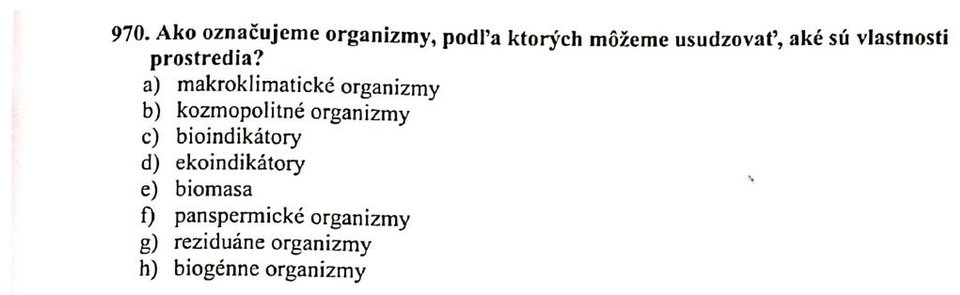 970. Ako označujeme organizmy, podľa ktorých môžeme usudzovať, aké sú vlastnosti
prostredia?
a) makroklimatické organizmy
b) kozmopolitné organizmy
c) bioindikátory
d) ekoindikátory
e) biomasa
f) panspermické organizmy
g) reziduáne organizmy
h) biogénne organizmy